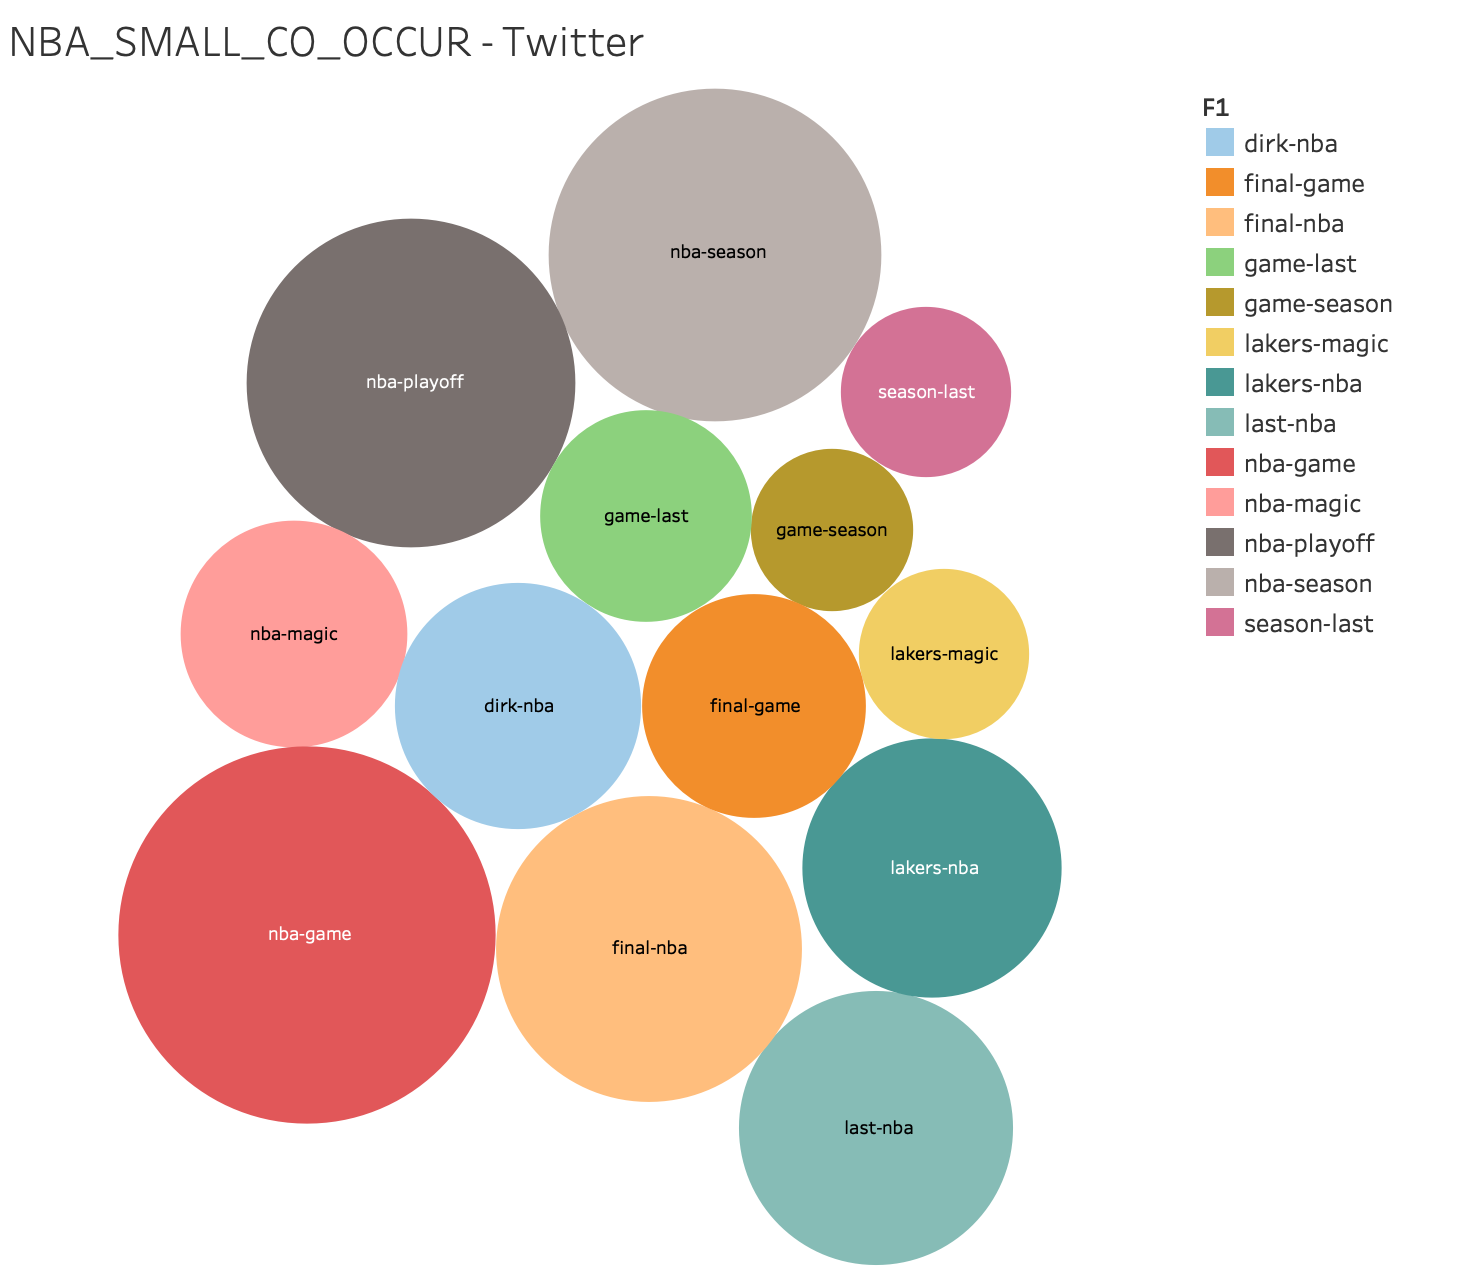 NBA_SMALL_CO_OCCUR - Twitter
nba-season
nba-playoff
season-last
game-last
game-season
nba-magic
lakers-magic
dirk-nba
final-game
lakers-nba
nba-game
final-nba
last-nba
F1
dirk-nba
final-game
final-nba
game-last
game-season
lakers-magic
lakers-nba
last-nba
nba-game
nba-magic
nba-playoff
nba-season
season-last